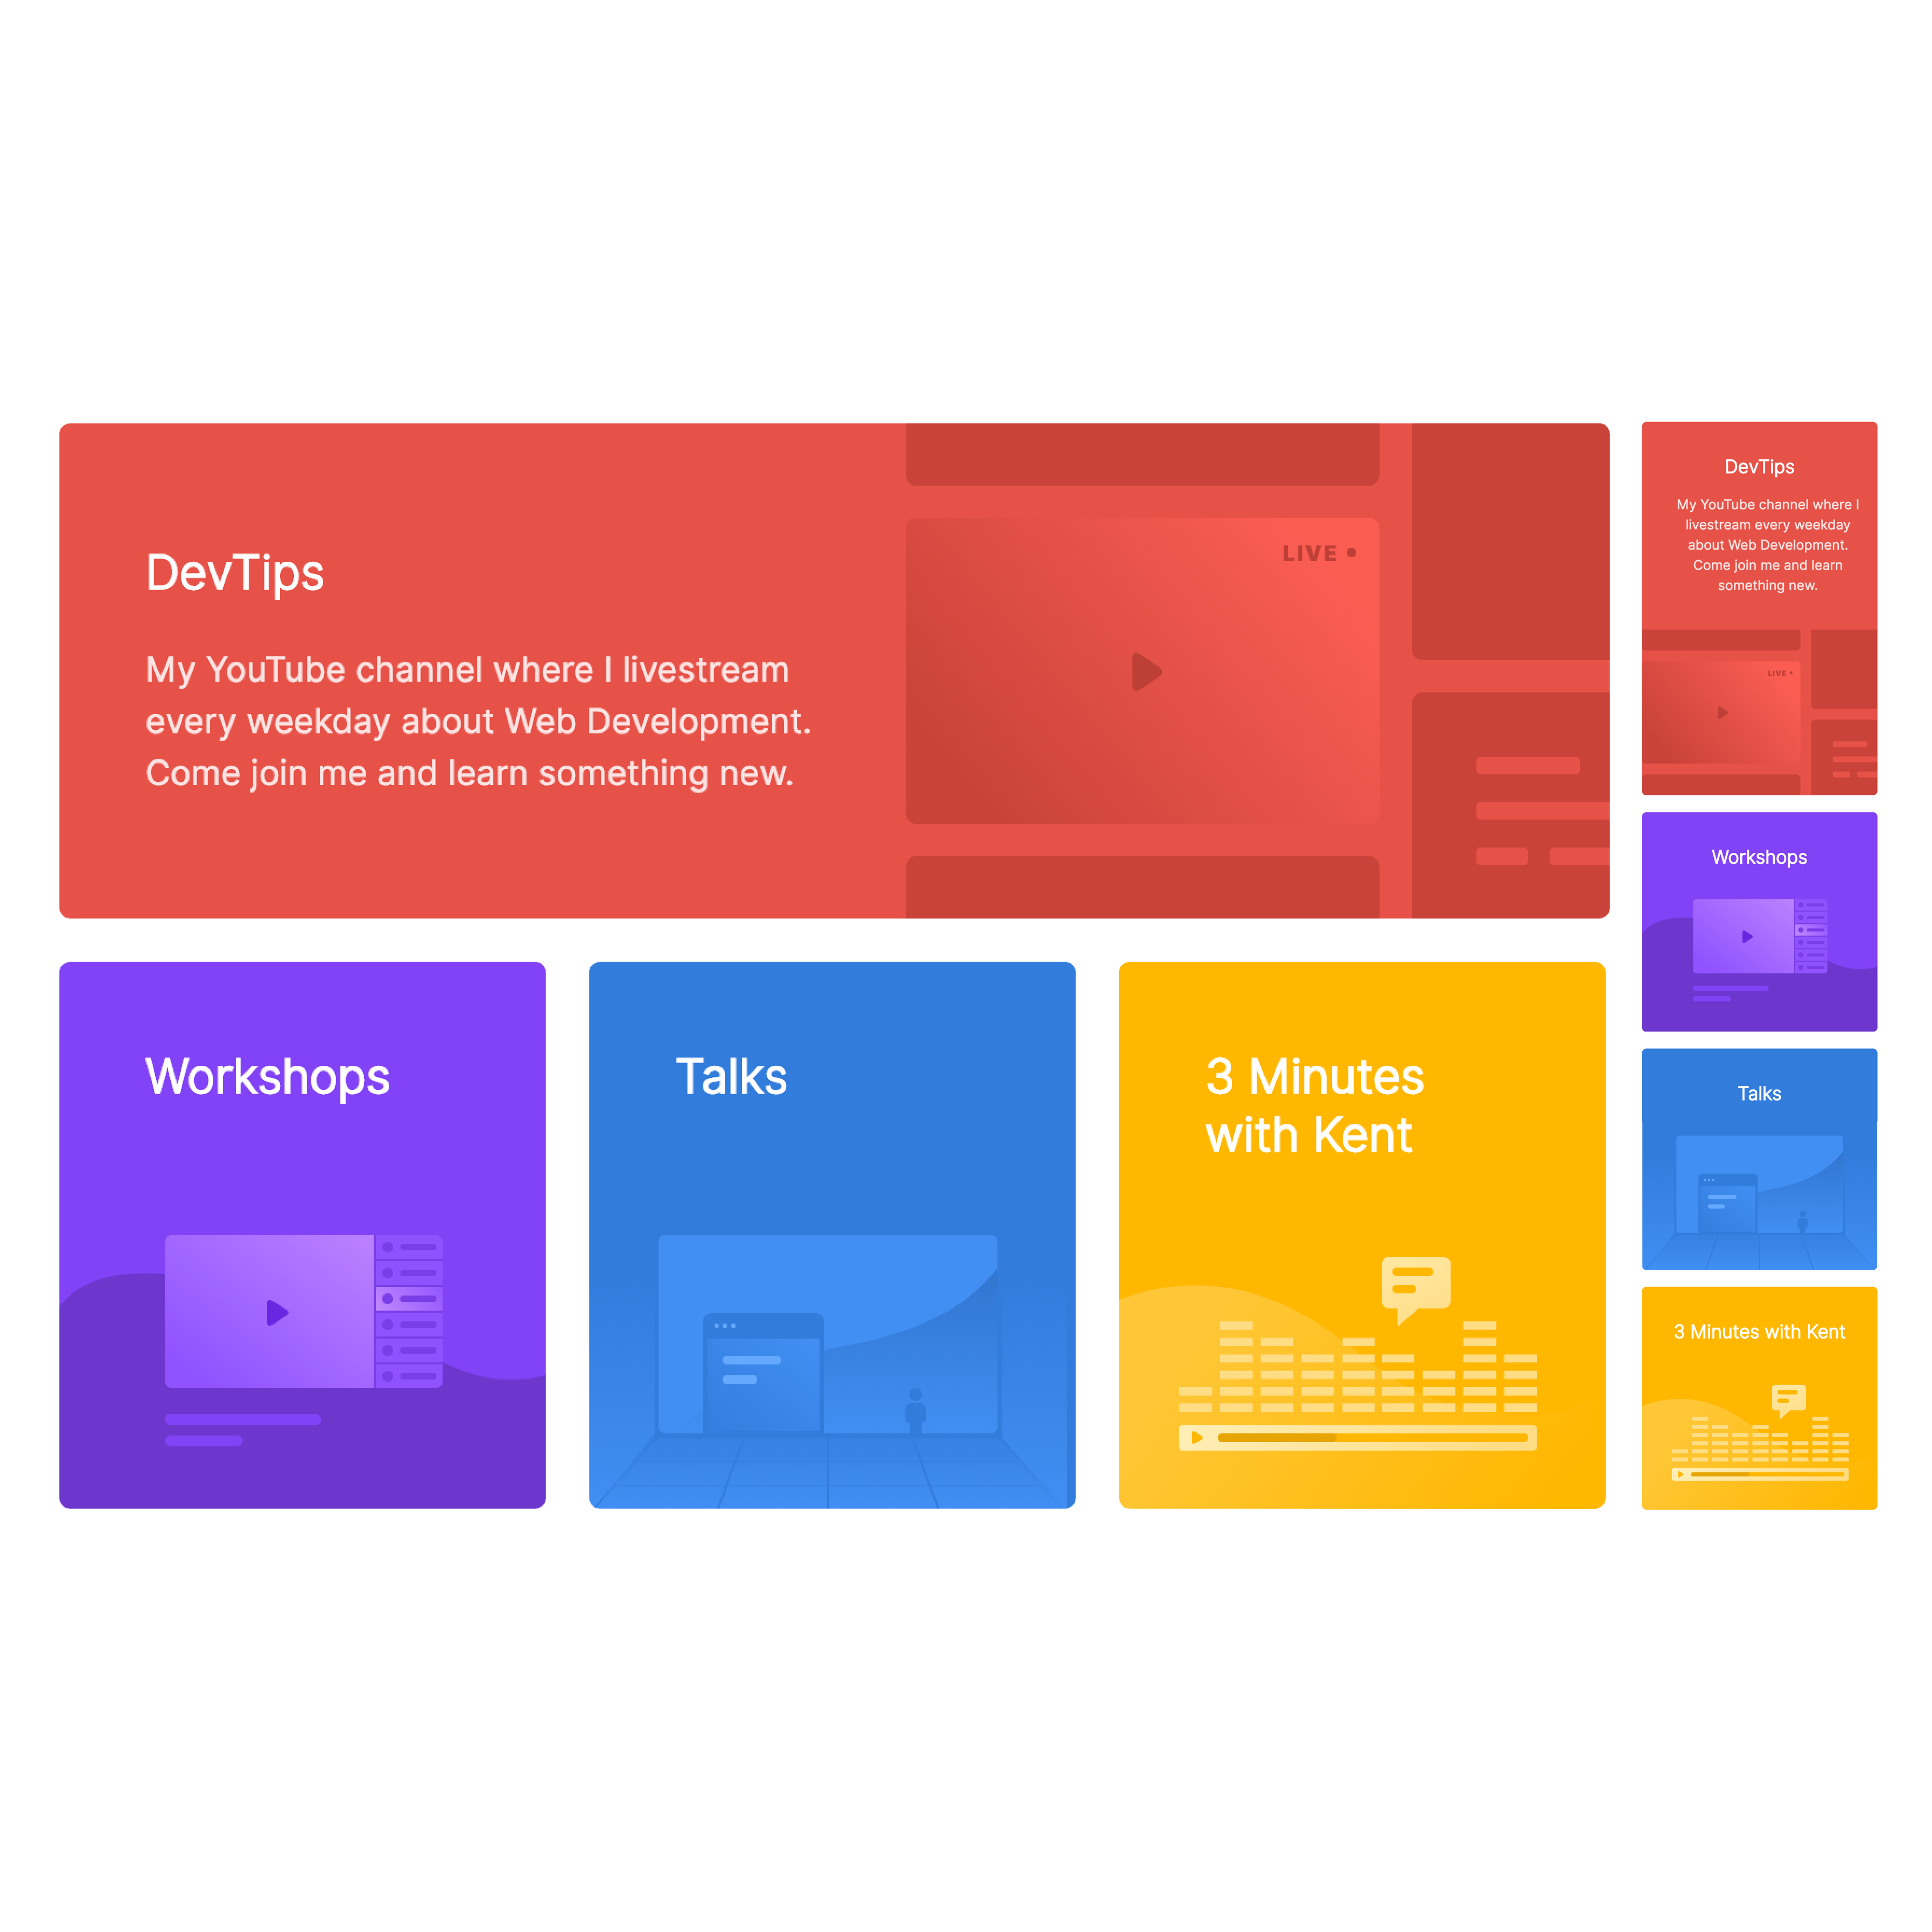 DevTips
My YouTube channel where I livestream
every weekday about Web Development.
Come join me and learn something new.
LIVE
Workshops
Talks
3 Minutes
with Kent
DevTips
My YouTube channel where I
livestream every weekday
about Web Development.
Come join me and learn
something new.
LIVE
Workshops
Talks
3 Minutes with Kent